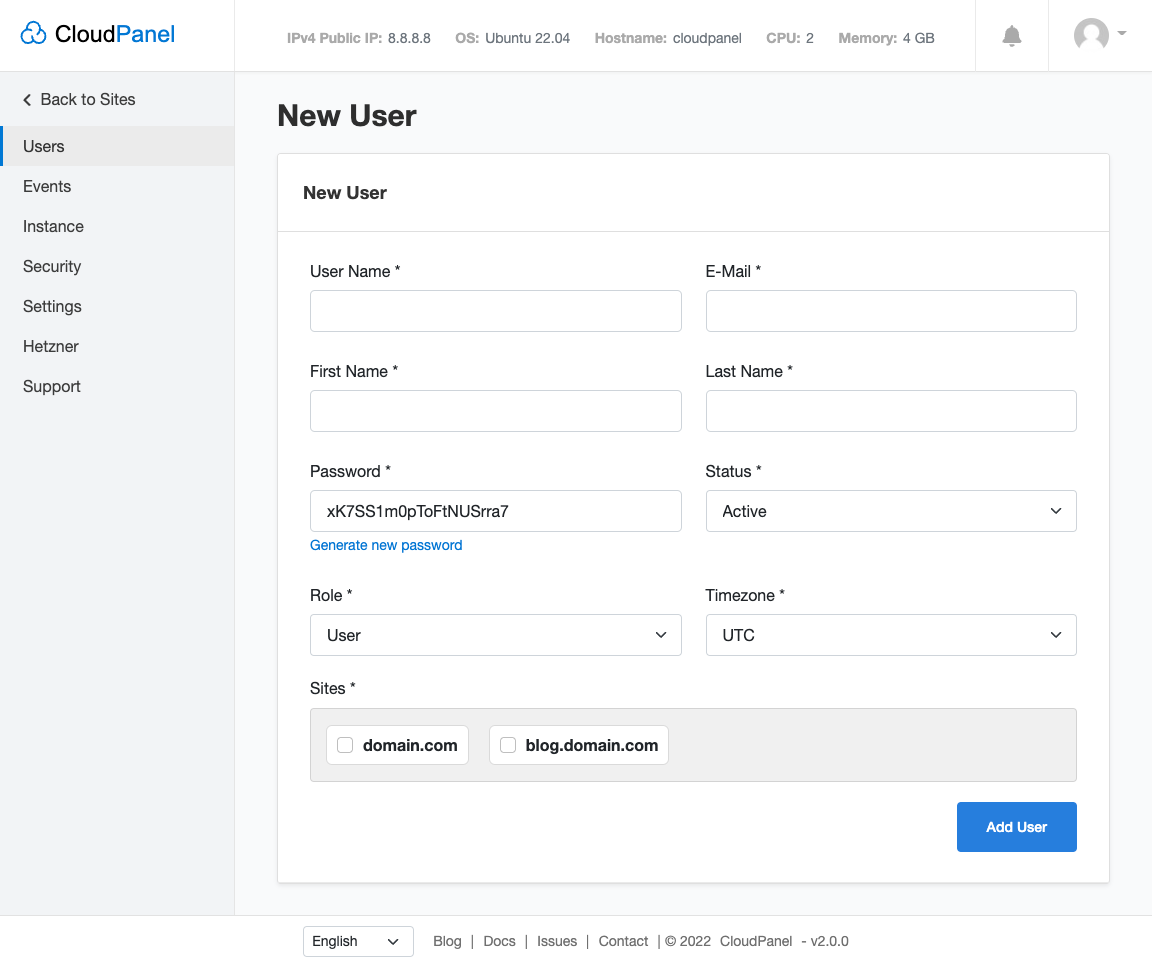 CloudPanel
IPv4 Public IP: 8.8.8.8 OS: Ubuntu 22.04 Hostname: cloudpanel CPU: 2 Memory: 4 GB
Back to Sites
Users
Events
Instance
Security
Settings
Hetzner
Support
New User
New User
User Name *
E-Mail *
First Name *
Last Name *
Password *
xK7SS1m0pToFtNUSrra7
Generate new password
Status *
Active
Role *
User
Timezone *
UTC
Sites *
domain.com
blog.domain.com
Add User
English
Blog | Docs | Issues | Contact | © 2022 CloudPanel - v2.0.0